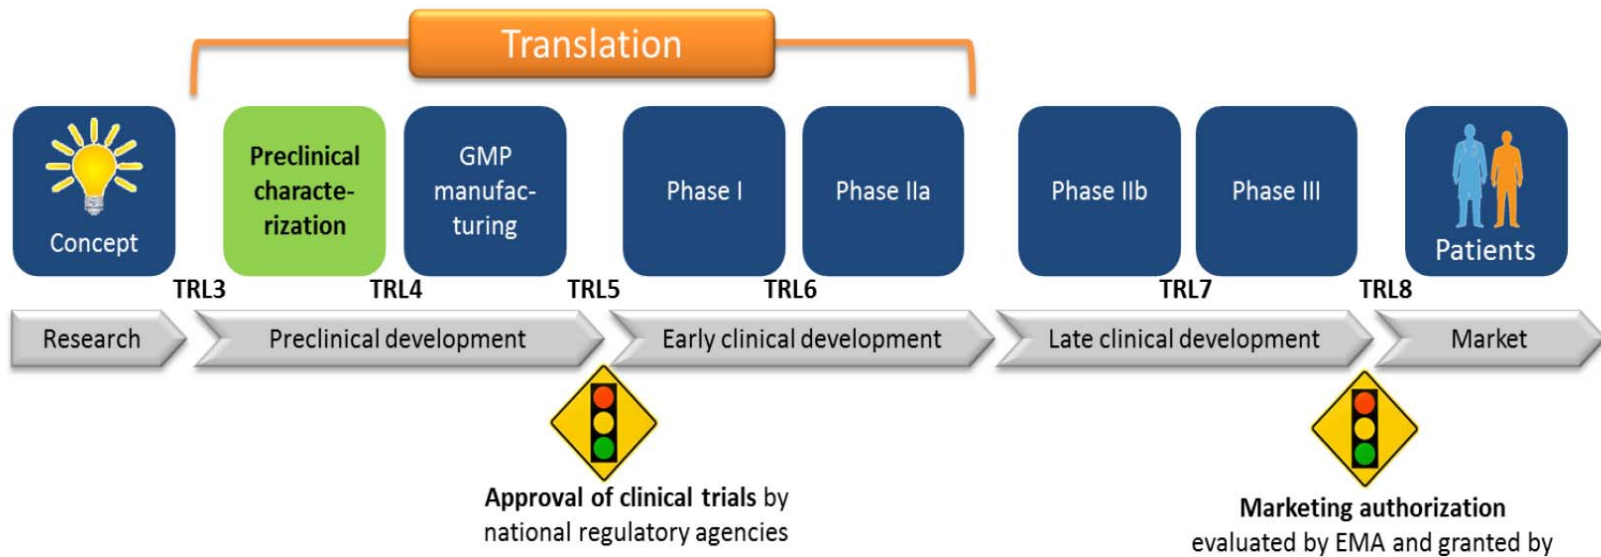 Translation
Concept
Preclinical
characte-
rization
GMP
manufac-
turing
Phase I
Phase IIa
Phase IIb
Phase III
Patients
TRL3
TRL4
TRL5
TRL6
TRL7
TRL8
Research
Preclinical development
Early clinical development
Late clinical development
Market
Approval of clinical trials by
national regulatory agencies
Marketing authorization
evaluated by EMA and granted by